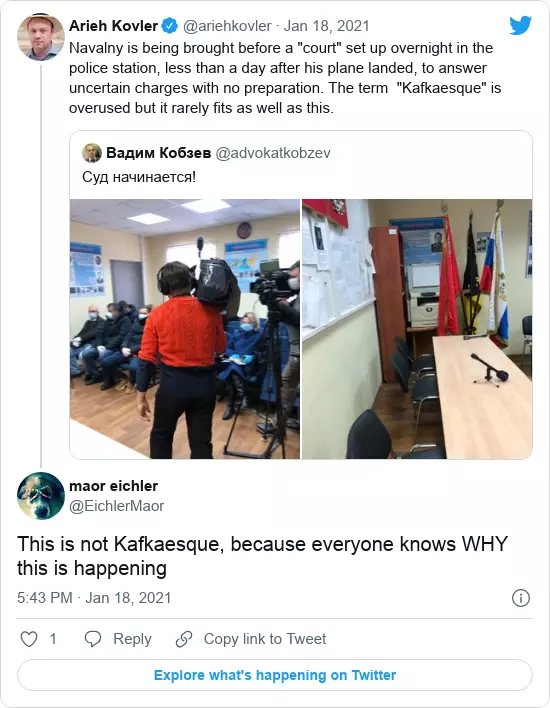 Arieh Kovler @ariehkovler · Jan 18, 2021
Navalny is being brought before a "court" set up overnight in the
police station, less than a day after his plane landed, to answer
uncertain charges with no preparation. The term "Kafkaesque" is
overused but it rarely fits as well as this.
Вадим Кобзев @advokatkobzev
Суд начинается!
maor eichler
@EichlerMaor
This is not Kafkaesque, because everyone knows WHY
this is happening
5:43 PM · Jan 18, 2021
1 Reply Copy link to Tweet
Explore what's happening on Twitter